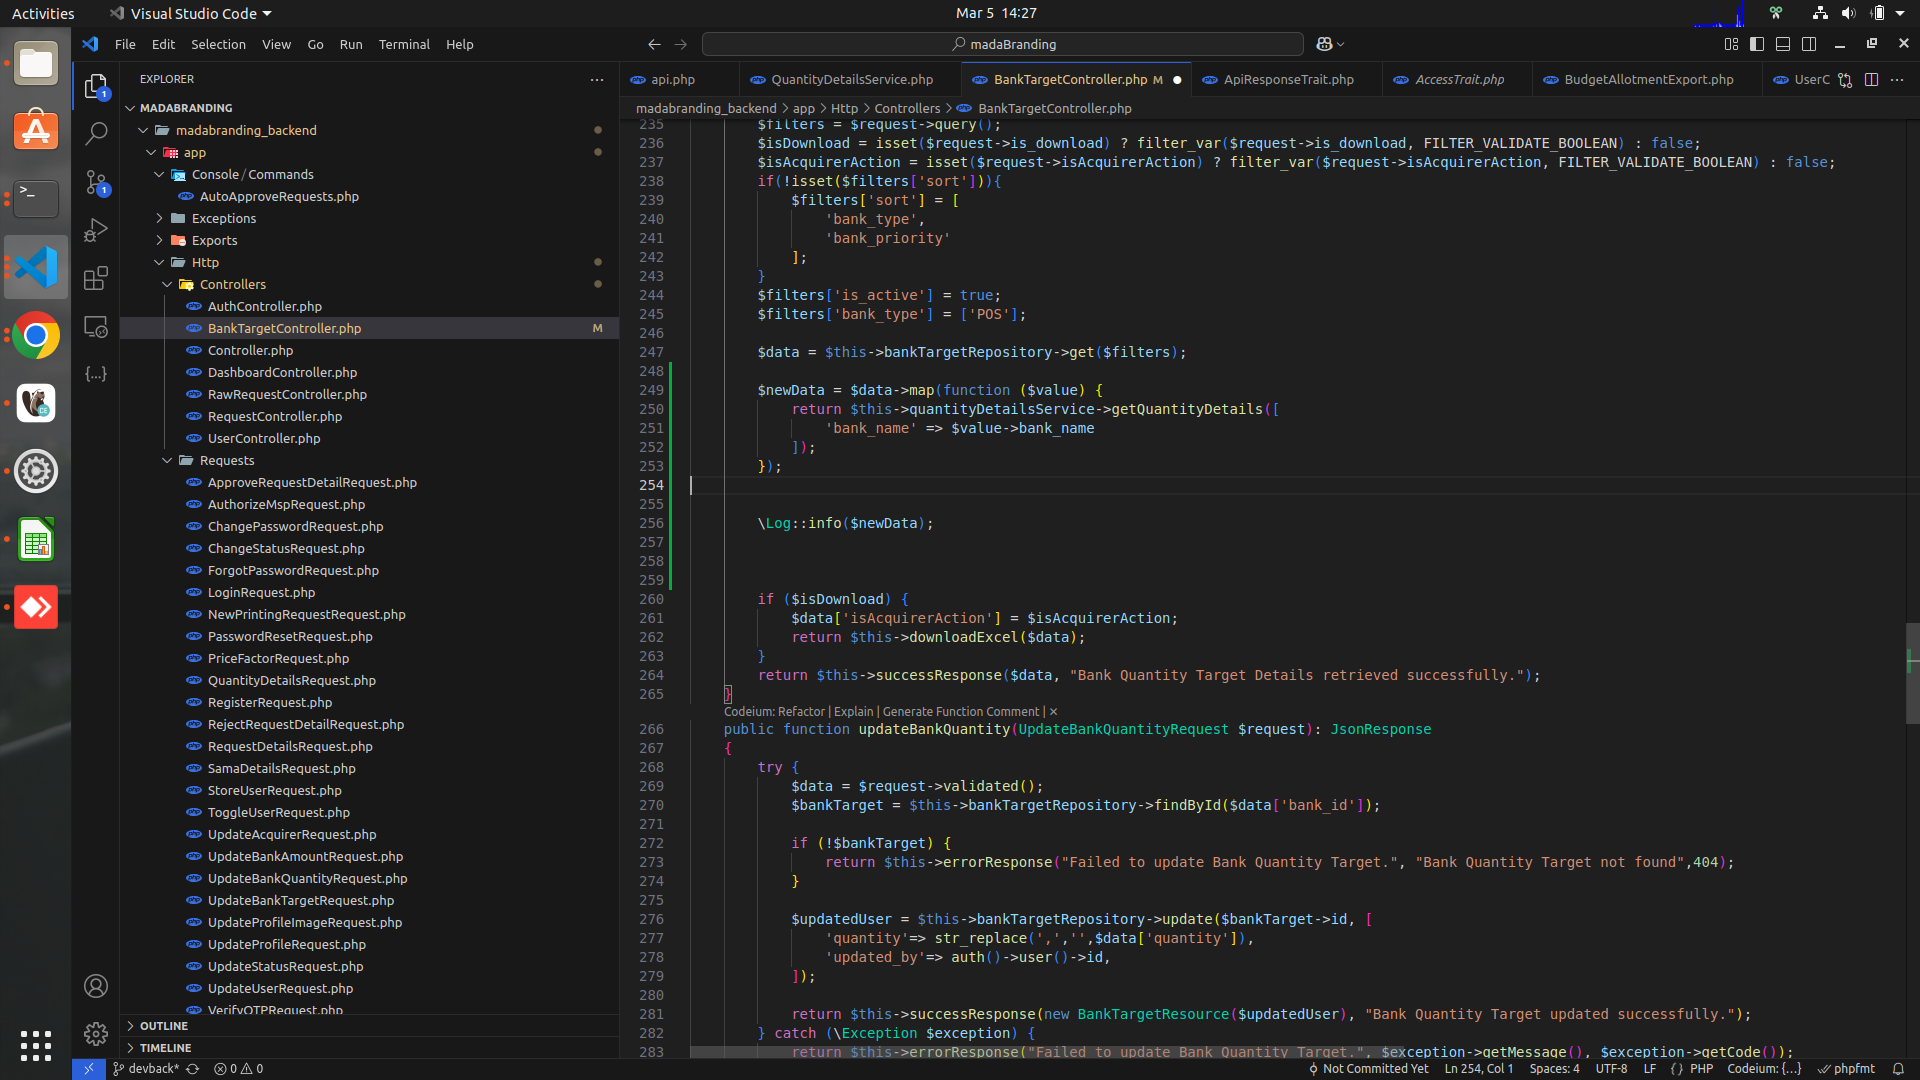 Activities
Visual Studio Code
Mar 5 14:27
File Edit Selection View Go Run Terminal Help
madaBranding
EXPLORER
MADABRANDING
madabranding_backend
app
Console / Commands
AutoApproveRequests.php
Exceptions
Exports
Http
Controllers
AuthController.php
BankTargetController.php M
Controller.php
DashboardController.php
RawRequestController.php
RequestController.php
UserController.php
Requests
ApproveRequestDetailRequest.php
AuthorizeMspRequest.php
ChangePasswordRequest.php
ChangeStatusRequest.php
ForgotPasswordRequest.php
LoginRequest.php
NewPrintingRequestRequest.php
PasswordResetRequest.php
PriceFactorRequest.php
QuantityDetailsRequest.php
RegisterRequest.php
RejectRequestDetailRequest.php
RequestDetailsRequest.php
SamaDetailsRequest.php
StoreUserRequest.php
ToggleUserRequest.php
UpdateAcquirerRequest.php
UpdateBankAmountRequest.php
UpdateBankQuantityRequest.php
UpdateBankTargetRequest.php
UpdateProfileImageRequest.php
UpdateProfileRequest.php
UpdateStatusRequest.php
UpdateUserRequest.php
VerifyOTPRequest.php
OUTLINE
TIMELINE
api.php QuantityDetailsService.php BankTargetController.php M ApiResponseTrait.php AccessTrait.php BudgetAllotmentExport.php UserC
madabranding_backend > app > Http > Controllers > BankTargetController.php
235 $filters = $request->query();
236 $isDownload = isset($request->is_download) ? filter_var($request->is_download, FILTER_VALIDATE_BOOLEAN) : false;
237 $isAcquirerAction = isset($request->isAcquirerAction) ? filter_var($request->isAcquirerAction, FILTER_VALIDATE_BOOLEAN) : false;
238 if(!isset($filters['sort'])){
239 $filters['sort'] = [
240 'bank_type',
241 'bank_priority'
242 ];
243 }
244 $filters['is_active'] = true;
245 $filters['bank_type'] = ['POS'];
246
247 $data = $this->bankTargetRepository->get($filters);
248
249 $newData = $data->map(function ($value) {
250 return $this->quantityDetailsService->getQuantityDetails([
251 'bank_name' => $value->bank_name
252 ]);
253 });
254
255
256 \Log::info($newData);
257
258
259
260 if ($isDownload) {
261 $data['isAcquirerAction'] = $isAcquirerAction;
262 return $this->downloadExcel($data);
263 }
264 return $this->successResponse($data, "Bank Quantity Target Details retrieved successfully.");
265 }
Codeium: Refactor | Explain | Generate Function Comment | ✕
266 public function updateBankQuantity(UpdateBankQuantityRequest $request): JsonResponse
267 {
268 try {
269 $data = $request->validated();
270 $bankTarget = $this->bankTargetRepository->findById($data['bank_id']);
271
272 if (!$bankTarget) {
273 return $this->errorResponse("Failed to update Bank Quantity Target.", "Bank Quantity Target not found",404);
274 }
275
276 $updatedUser = $this->bankTargetRepository->update($bankTarget->id, [
277 'quantity'=> str_replace(',','',$data['quantity']),
278 'updated_by'=> auth()->user()->id,
279 ]);
280
281 return $this->successResponse(new BankTargetResource($updatedUser), "Bank Quantity Target updated successfully.");
282 } catch (\Exception $exception) {
283 return $this->errorResponse("Failed to update Bank Quantity Target.", $exception->getMessage(), $exception->getCode());
devback* 0 0 Not Committed Yet Ln 254, Col 1 Spaces: 4 UTF-8 LF {} PHP Codeium: {...} phpfmt